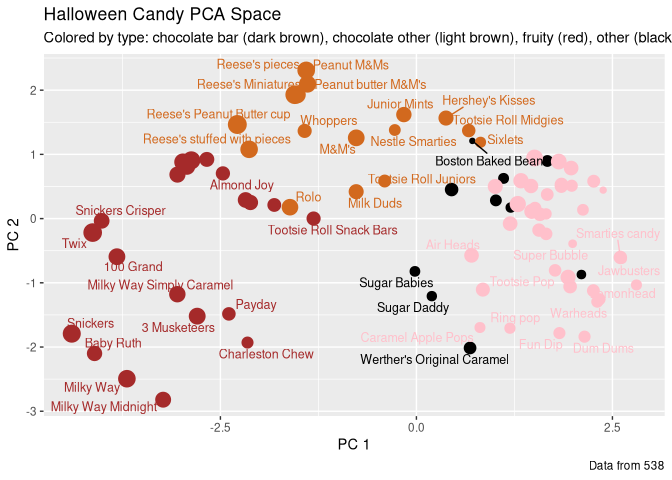 Halloween Candy PCA Space
Colored by type: chocolate bar (dark brown), chocolate other (light brown), fruity (red), other (black
Reese's pieces
Peanut M&M's
Reese's Miniatures
Peanut butter M&M's
Junior Mints
Hershey's Kisses
Reese's Peanut Butter cup
Whoppers
Tootsie Roll Midgies
Reese's stuffed with pieces
M&M's
Nestle Smarties
Sixlets
Boston Baked Beans
Almond Joy
Tootsie Roll Juniors
Rolo
Milk Duds
Snickers Crisper
Tootsie Roll Snack Bars
Twix
Air Heads
Smarties candy
100 Grand
Super Bubble
Jawbusters
Milky Way Simply Caramel
Sugar Babies
Tootsie Pop
Sugar Daddy
Payday
Warheads
Snickers
3 Musketeers
Ring pop
Baby Ruth
Caramel Apple Pops
Fun Dip
Dum Dums
Charleston Chew
Werther's Original Caramel
Milky Way
Milky Way Midnight
2
1
0
-1
-2
-3
PC 2
-2.5
0.0
2.5
PC 1
Data from 538